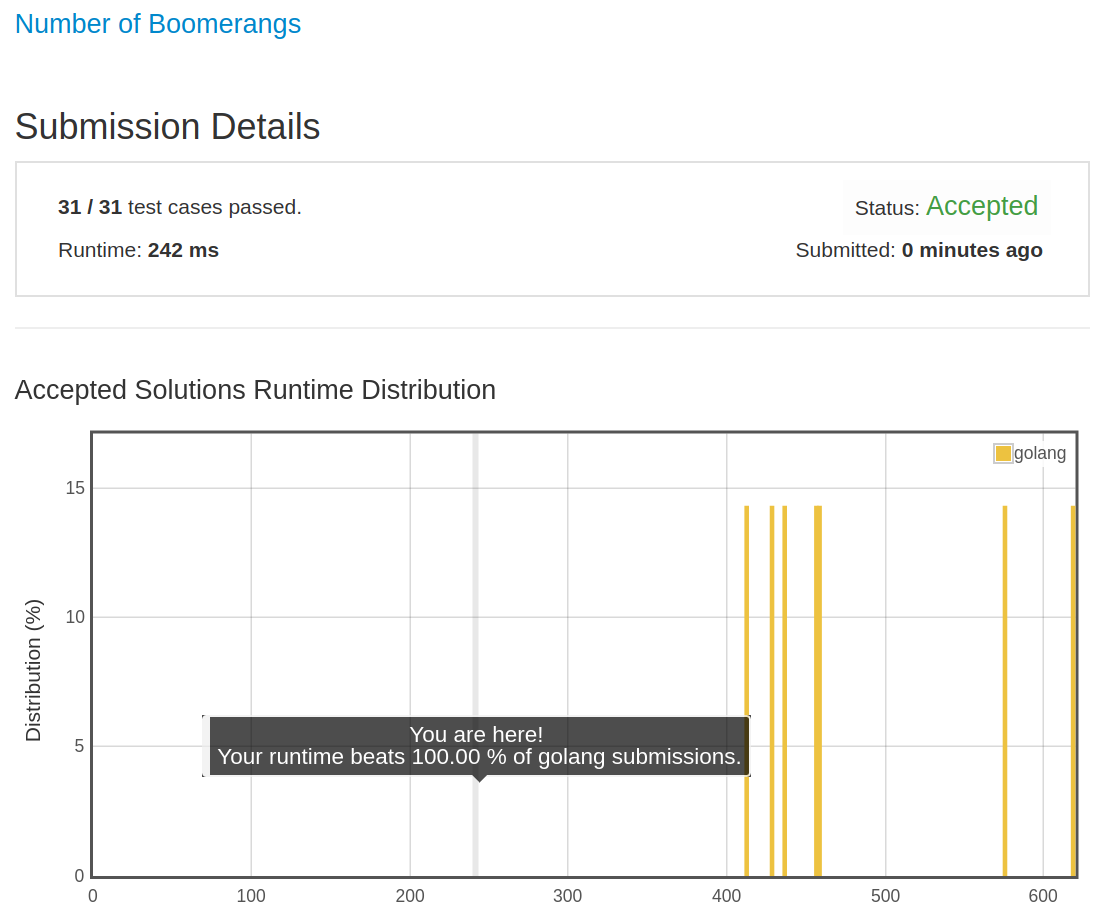 Number of Boomerangs
Submission Details
31 / 31 test cases passed.
Status: Accepted
Runtime: 242 ms
Submitted: 0 minutes ago
Accepted Solutions Runtime Distribution
golang
15
10
5
0
Distribution (%)
You are here!
Your runtime beats 100.00 % of golang submissions.
0 100 200 300 400 500 600